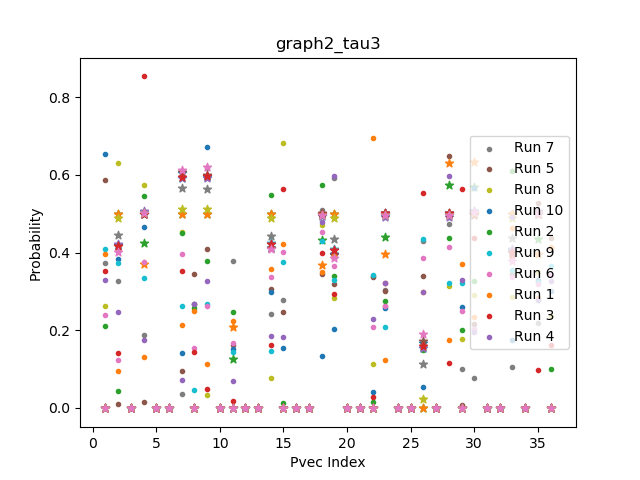 graph2_tau3
0.8
0.6
0.4
0.2
0.0
Probability
0 5 10 15 20 25 30 35
Pvec Index
Run 7
Run 5
Run 8
Run 10
Run 2
Run 9
Run 6
Run 1
Run 3
Run 4